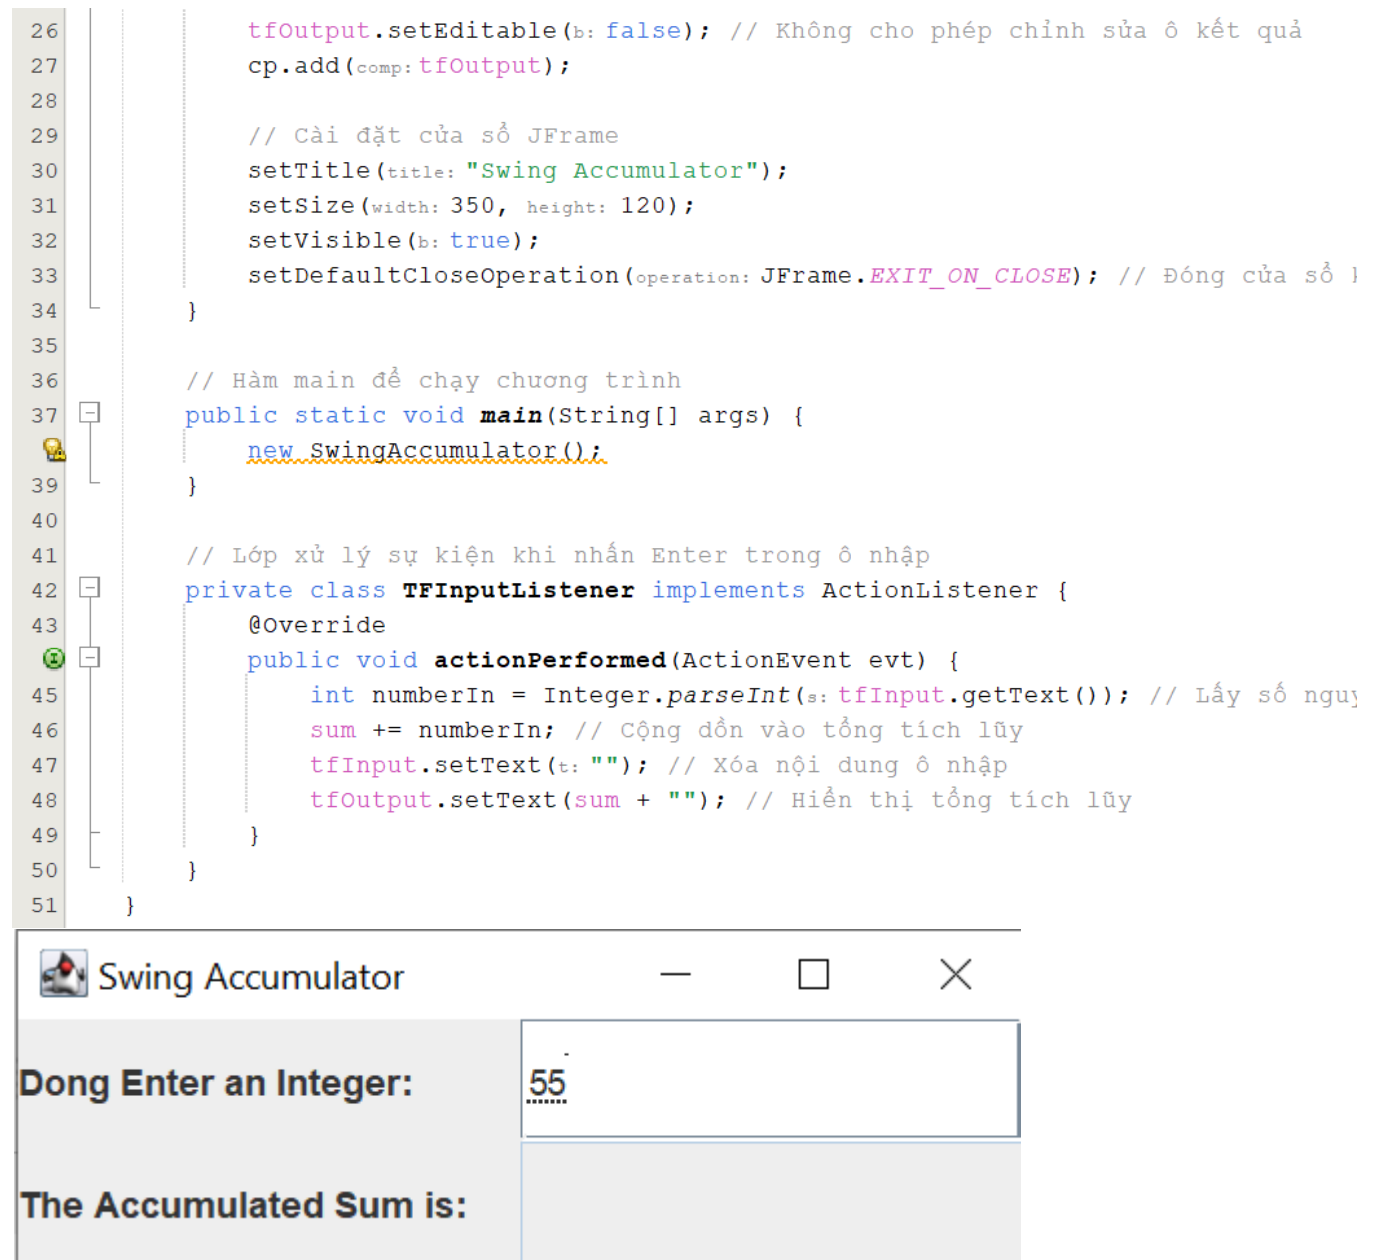 26 tfOutput.setEditable(b: false); // Không cho phép chỉnh sửa ô kết quả
27 cp.add(comp: tfOutput);
28
29 // Cài đặt cửa sổ JFrame
30 setTitle(title: "Swing Accumulator");
31 setSize(width: 350, height: 120);
32 setVisible(b: true);
33 setDefaultCloseOperation(operation: JFrame.EXIT_ON_CLOSE); // Đóng cửa sổ
34 }
35
36 // Hàm main để chạy chương trình
37 public static void main(String[] args) {
new SwingAccumulator();
39 }
40
41 // Lớp xử lý sự kiện khi nhấn Enter trong ô nhập
42 private class TFInputListener implements ActionListener {
43 @Override
public void actionPerformed(ActionEvent evt) {
45 int numberIn = Integer.parseInt(s: tfInput.getText()); // Lấy số
46 sum += numberIn; // Cộng dồn vào tổng tích lũy
47 tfInput.setText(t: ""); // Xóa nội dung ô nhập
48 tfOutput.setText(sum + ""); // Hiển thị tổng tích lũy
49 }
50 }
51 }
Swing Accumulator
Dong Enter an Integer: 55
The Accumulated Sum is: